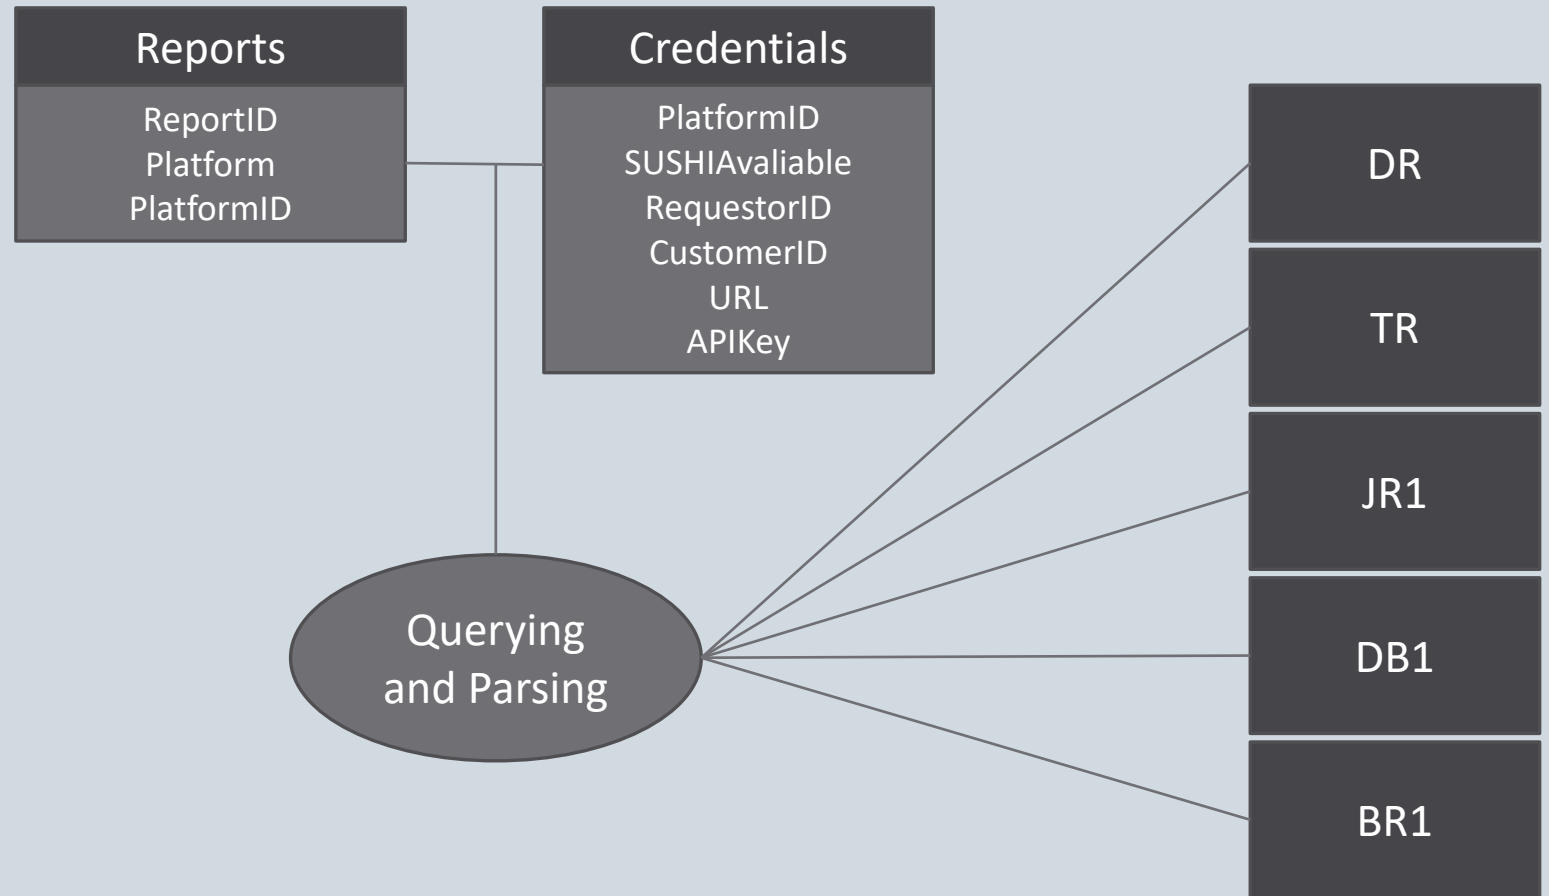 Reports
ReportID
Platform
PlatformID
Credentials
PlatformID
SUSHIAvaliable
RequestorID
CustomerID
URL
APIKey
Querying
and Parsing
DR
TR
JR1
DB1
BR1